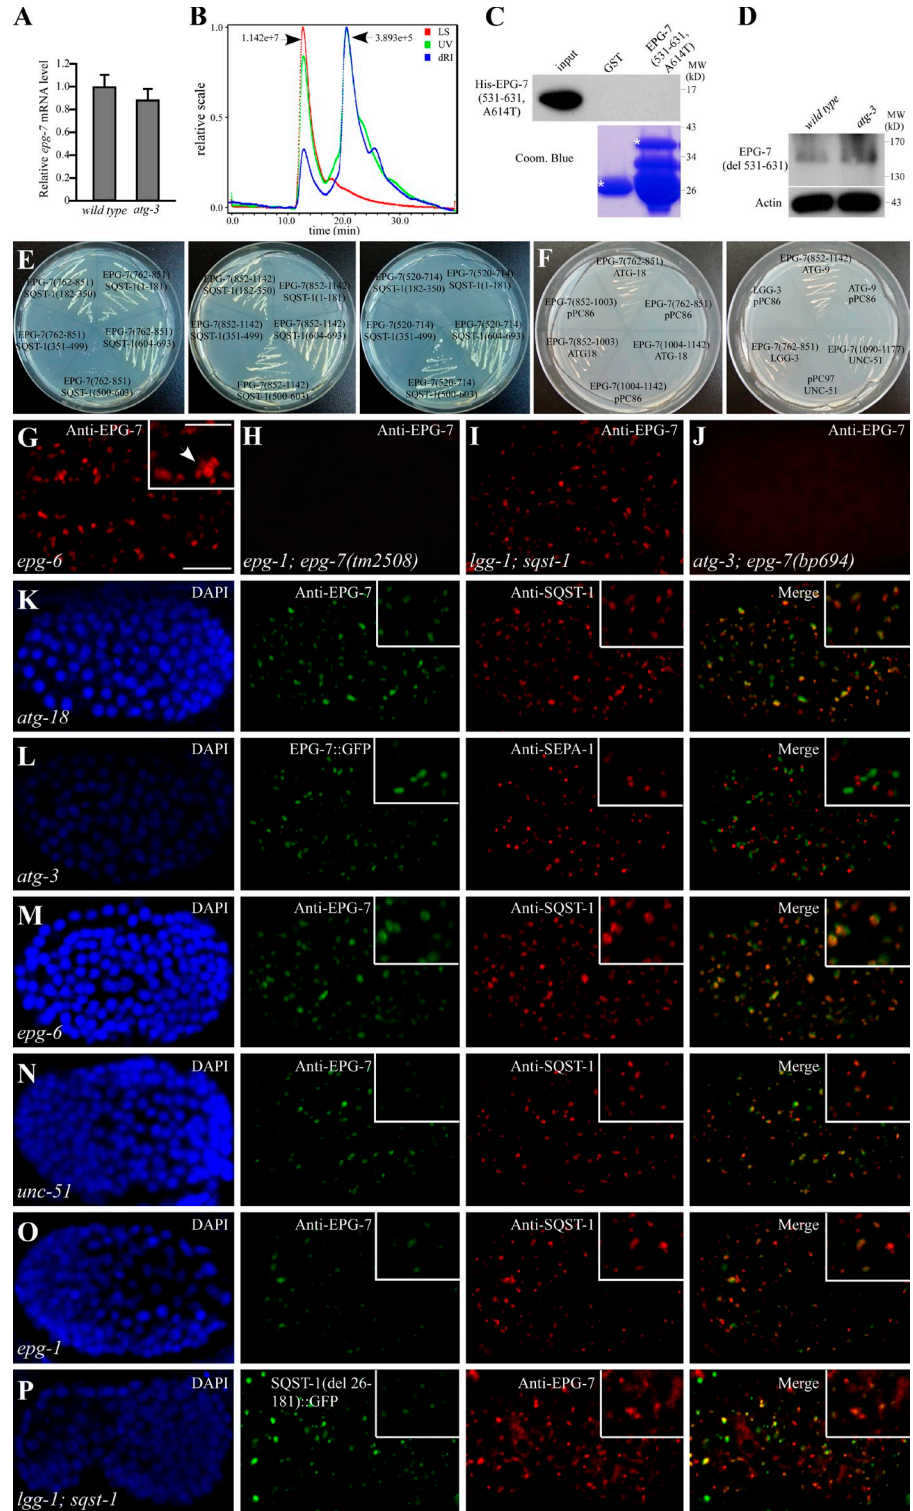 A
Relative epg-7 mRNA level
1.2
1.0
0.8
0.6
0.4
0.2
0
wild type
atg-3
B
1.0
0.5
0.0
relative scale
1.142e+7
3.893e+5
LS
UV
dRI
0.0
10.0
20.0
30.0
time (min)
C
input
GST
EPG-7
(531-631,
A614T)
MW
(kD)
His-EPG-7
(531-631,
A614T)
17
Coom. Blue
*
*
43
34
26
D
wild type
atg-3
MW
(kD)
EPG-7
(del 531-631)
170
130
Actin
43
E
EPG-7(762-851)
SQST-1(182-350)
EPG-7(762-851)
SQST-1(1-181)
EPG-7(762-851)
SQST-1(351-499)
EPG-7(762-851)
SQST-1(604-693)
EPG-7(762-851)
SQST-1(500-603)
EPG-7(852-1142)
SQST-1(182-350)
EPG-7(852-1142)
SQST-1(1-181)
EPG-7(852-1142)
SQST-1(351-499)
EPG-7(852-1142)
SQST-1(604-693)
EPG-7(852-1142)
SQST-1(500-603)
EPG-7(520-714)
SQST-1(182-350)
EPG-7(520-714)
SQST-1(1-181)
EPG-7(520-714)
SQST-1(351-499)
EPG-7(520-714)
SQST-1(604-693)
EPG-7(520-714)
SQST-1(500-603)
F
EPG-7(762-851)
ATG-18
EPG-7(852-1003)
pPC86
EPG-7(762-851)
pPC86
EPG-7(852-1003)
ATG18
EPG-7(1004-1142)
ATG-18
EPG-7(1004-1142)
pPC86
EPG-7(852-1142)
ATG-9
LGG-3
pPC86
ATG-9
pPC86
EPG-7(762-851)
LGG-3
EPG-7(1090-1177)
UNC-51
pPC97
UNC-51
G
Anti-EPG-7
epg-6
H
Anti-EPG-7
epg-1; epg-7(tm2508)
I
Anti-EPG-7
lgg-1; sqst-1
J
Anti-EPG-7
atg-3; epg-7(bp694)
K
DAPI
Anti-EPG-7
Anti-SQST-1
Merge
atg-18
L
DAPI
EPG-7::GFP
Anti-SEPA-1
Merge
atg-3
M
DAPI
Anti-EPG-7
Anti-SQST-1
Merge
epg-6
N
DAPI
Anti-EPG-7
Anti-SQST-1
Merge
unc-51
O
DAPI
Anti-EPG-7
Anti-SQST-1
Merge
epg-1
P
DAPI
SQST-1(del 26-
181)::GFP
Anti-EPG-7
Merge
lgg-1; sqst-1